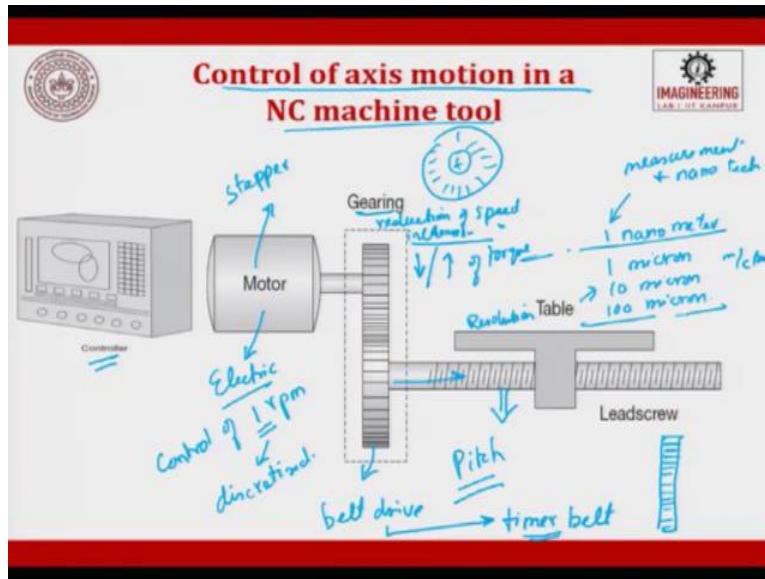 Control of axis motion in a
NC machine tool
IMAGINEERING
LAB | IIT KANPUR
measurement
+ nano tech
stepper
Gearing
reduction of speed
↓/↑ of torque
1 nano meter
1 micron
10 micron
100 micron
m/c
Resolution
Table
Motor
Controller
Electric
Control of 1 rpm
discratized.
Leadscrew
Pitch
belt drive
timer belt